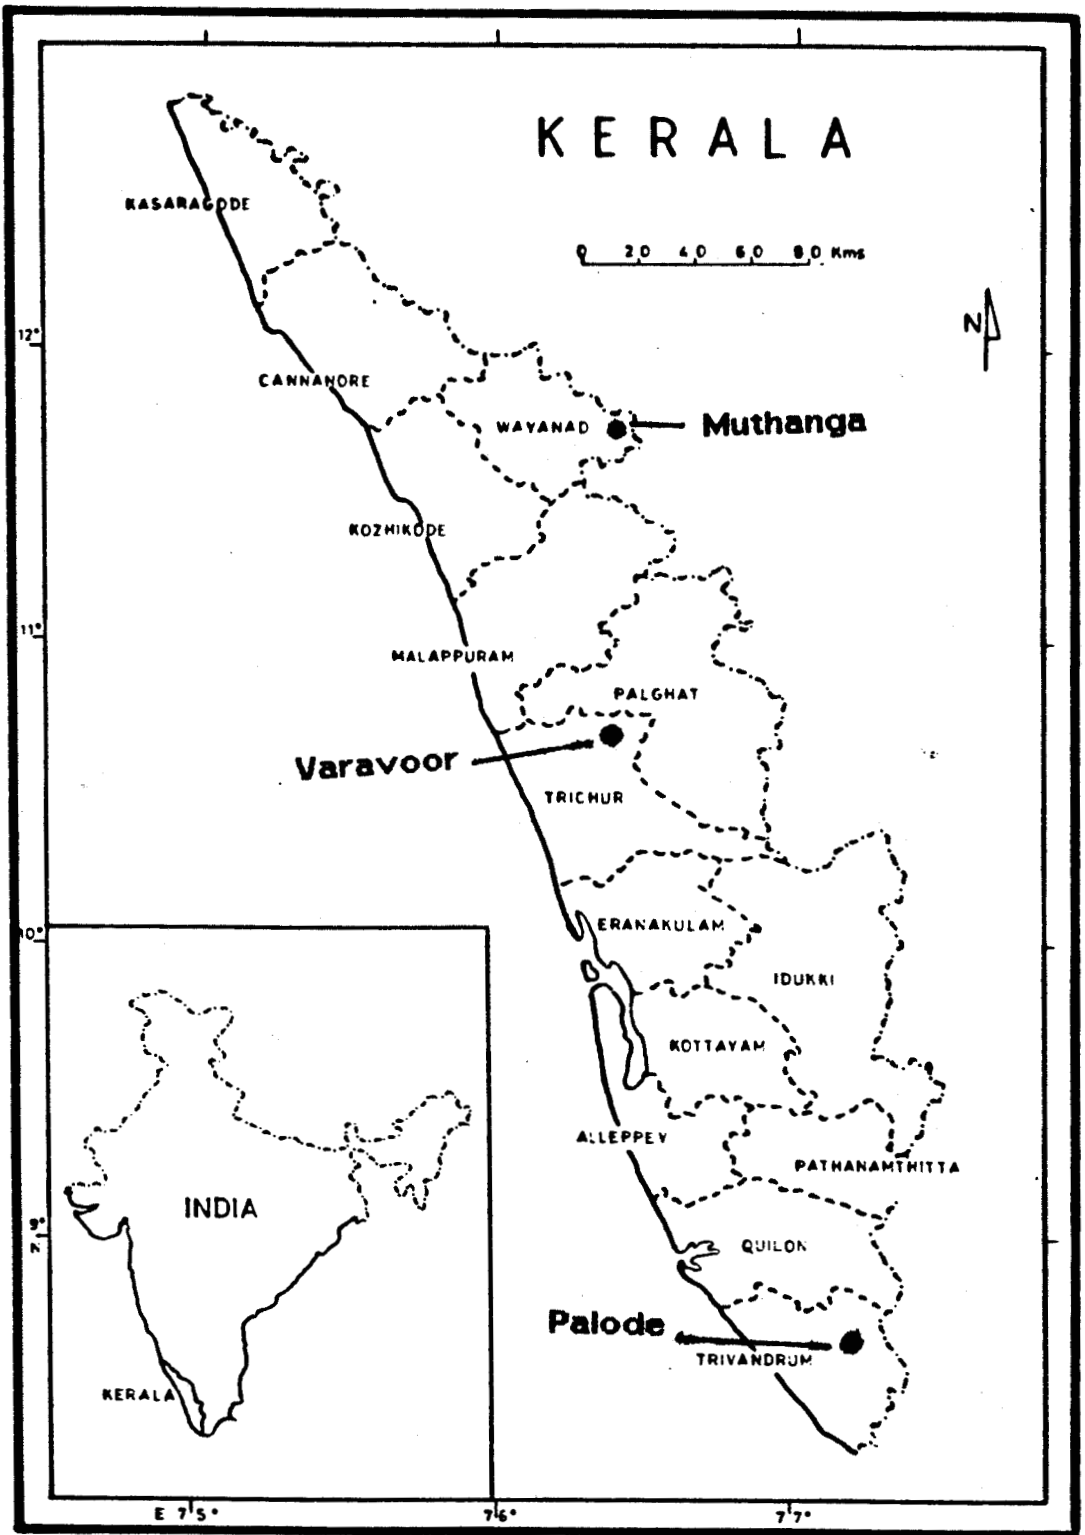 KERALA
0 20 40 60 80 Kms
KASARAGODE
N
12°
CANNANORE
WAYANAD
Muthanga
KOZHIKODE
11°
MALAPPURAM
PALGHAT
Varavoor
TRICHUR
ERANAKULAM
10°
IDUKKI
KOTTAYAM
ALLEPPEY
PATHANAMTHITTA
INDIA
9°
N
QUILON
Palode
TRIVANDRUM
KERALA
E 75°
76°
77°